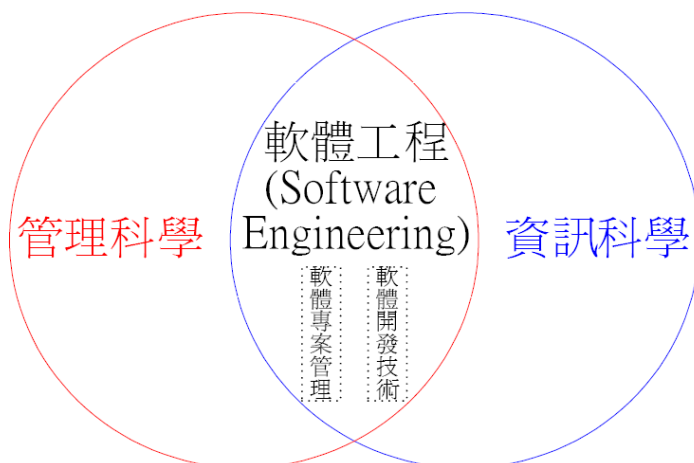 軟體工程
(Software
Engineering)
管理科學
資訊科學
軟體專案管理
軟體開發技術